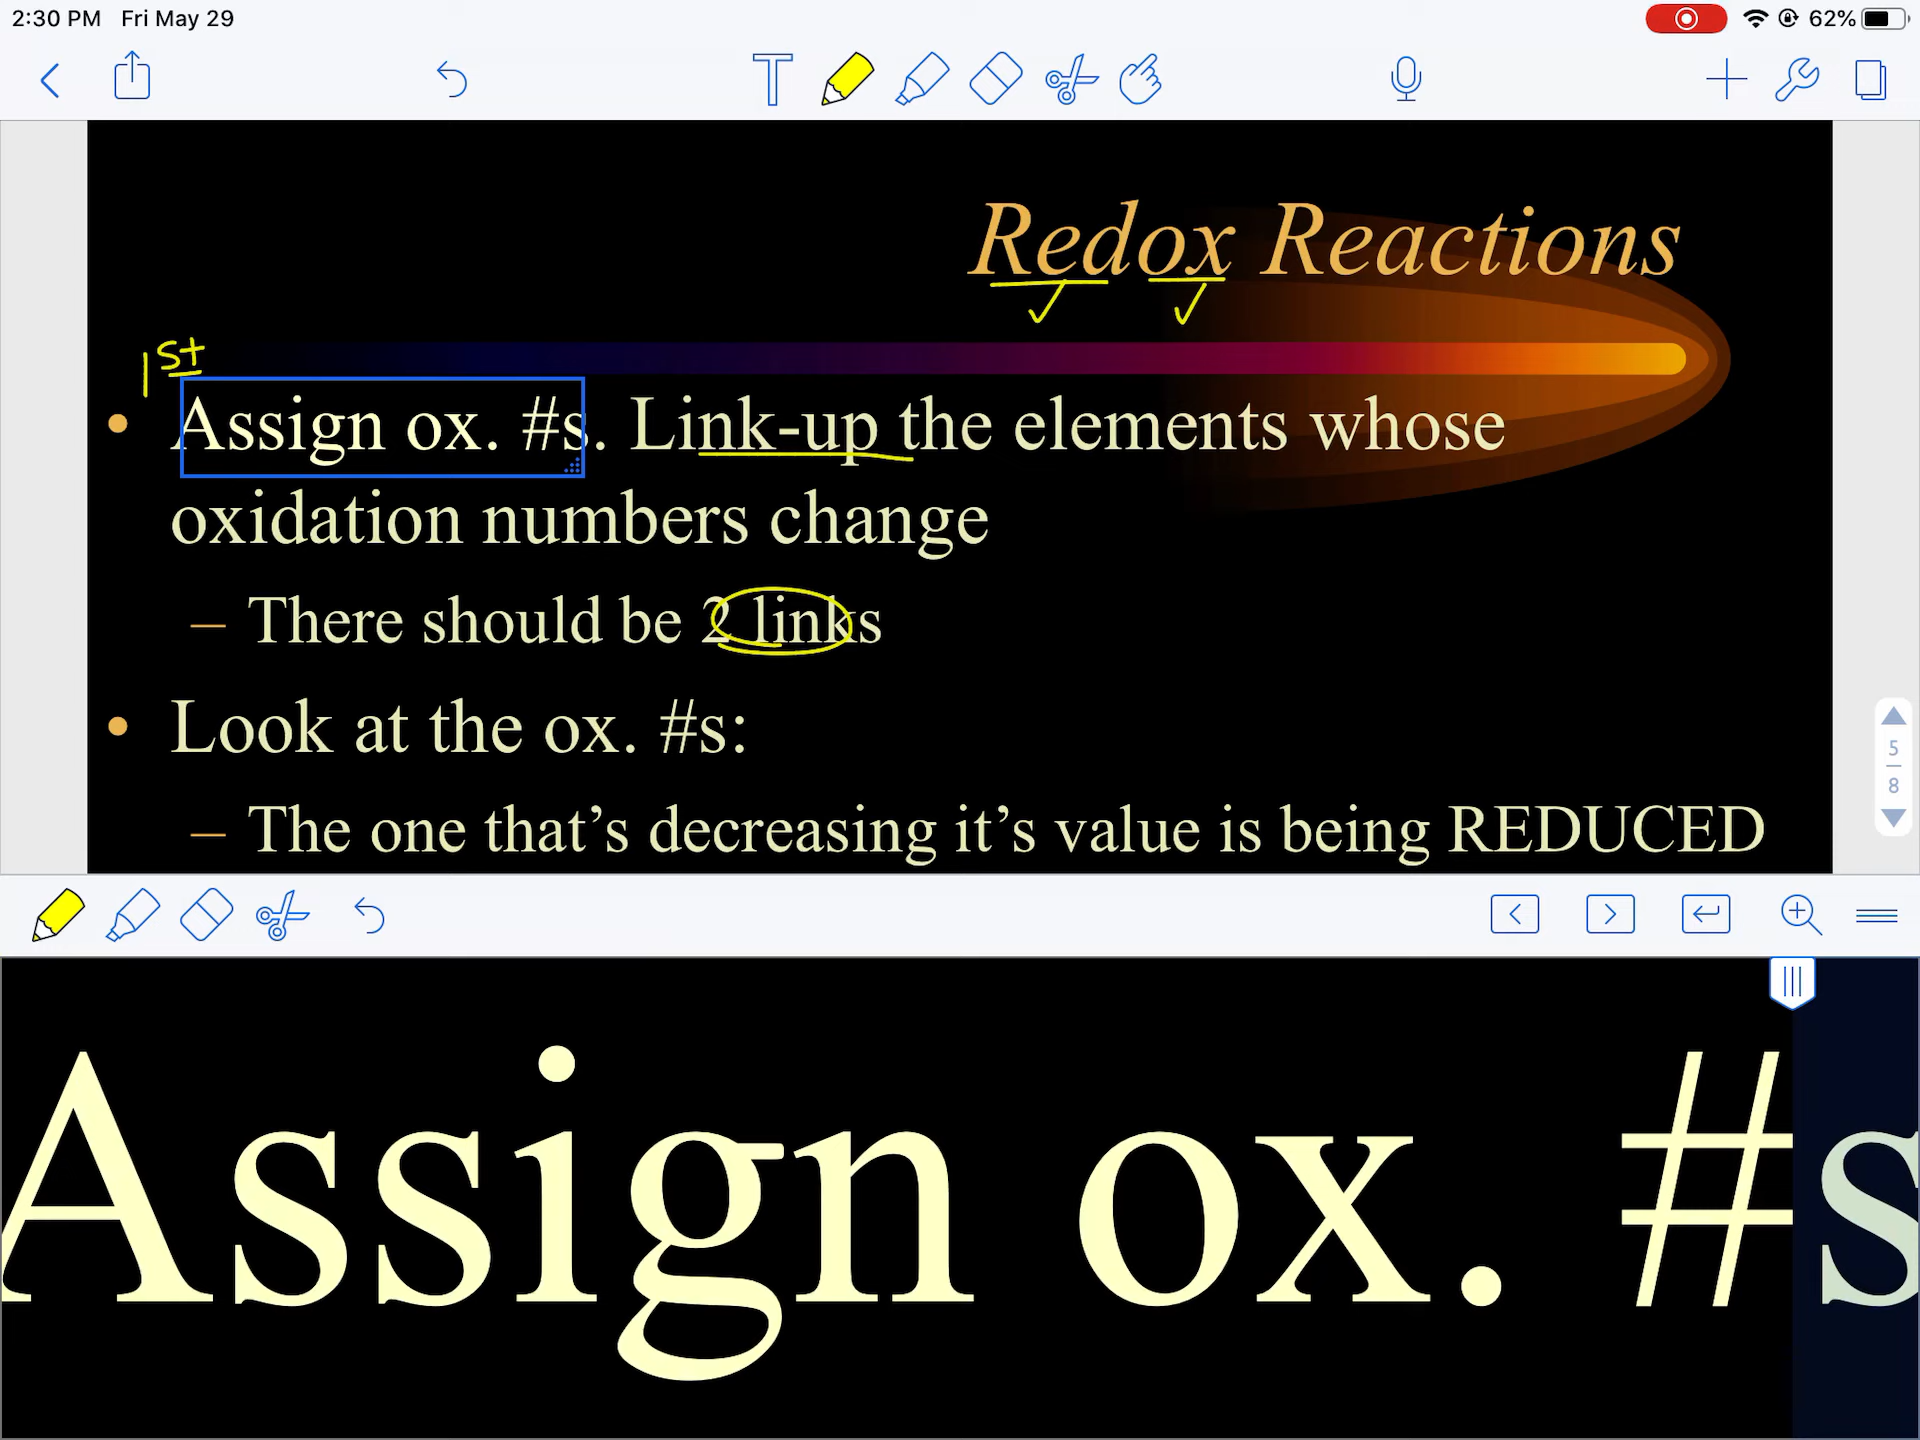 2:30 PM Fri May 29
62%
T
Redox Reactions
1st
• Assign ox. #s. Link-up the elements whose
oxidation numbers change
– There should be 2 links
5
8
• Look at the ox. #s:
– The one that’s decreasing it’s value is being REDUCED
Assign ox. #s